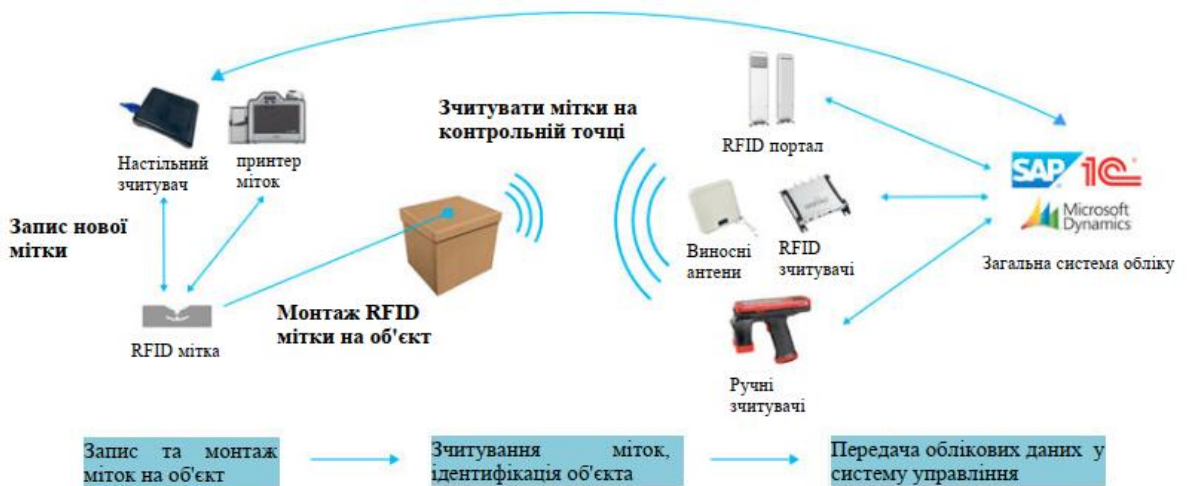 Зчитувати мітки на
контрольній точці
RFID портал
Настільний
зчитувач
принтер
міток
SAP 1С
Microsoft
Dynamics
Запис нової
мітки
Виносні
антени
RFID
зчитувачі
Загальна система обліку
Монтаж RFID
мітки на об'єкт
RFID мітка
Ручні
зчитувачі
Запис та монтаж
міток на об'єкт
Зчитування міток,
ідентифікація об'єкта
Передача облікових даних у
систему управління